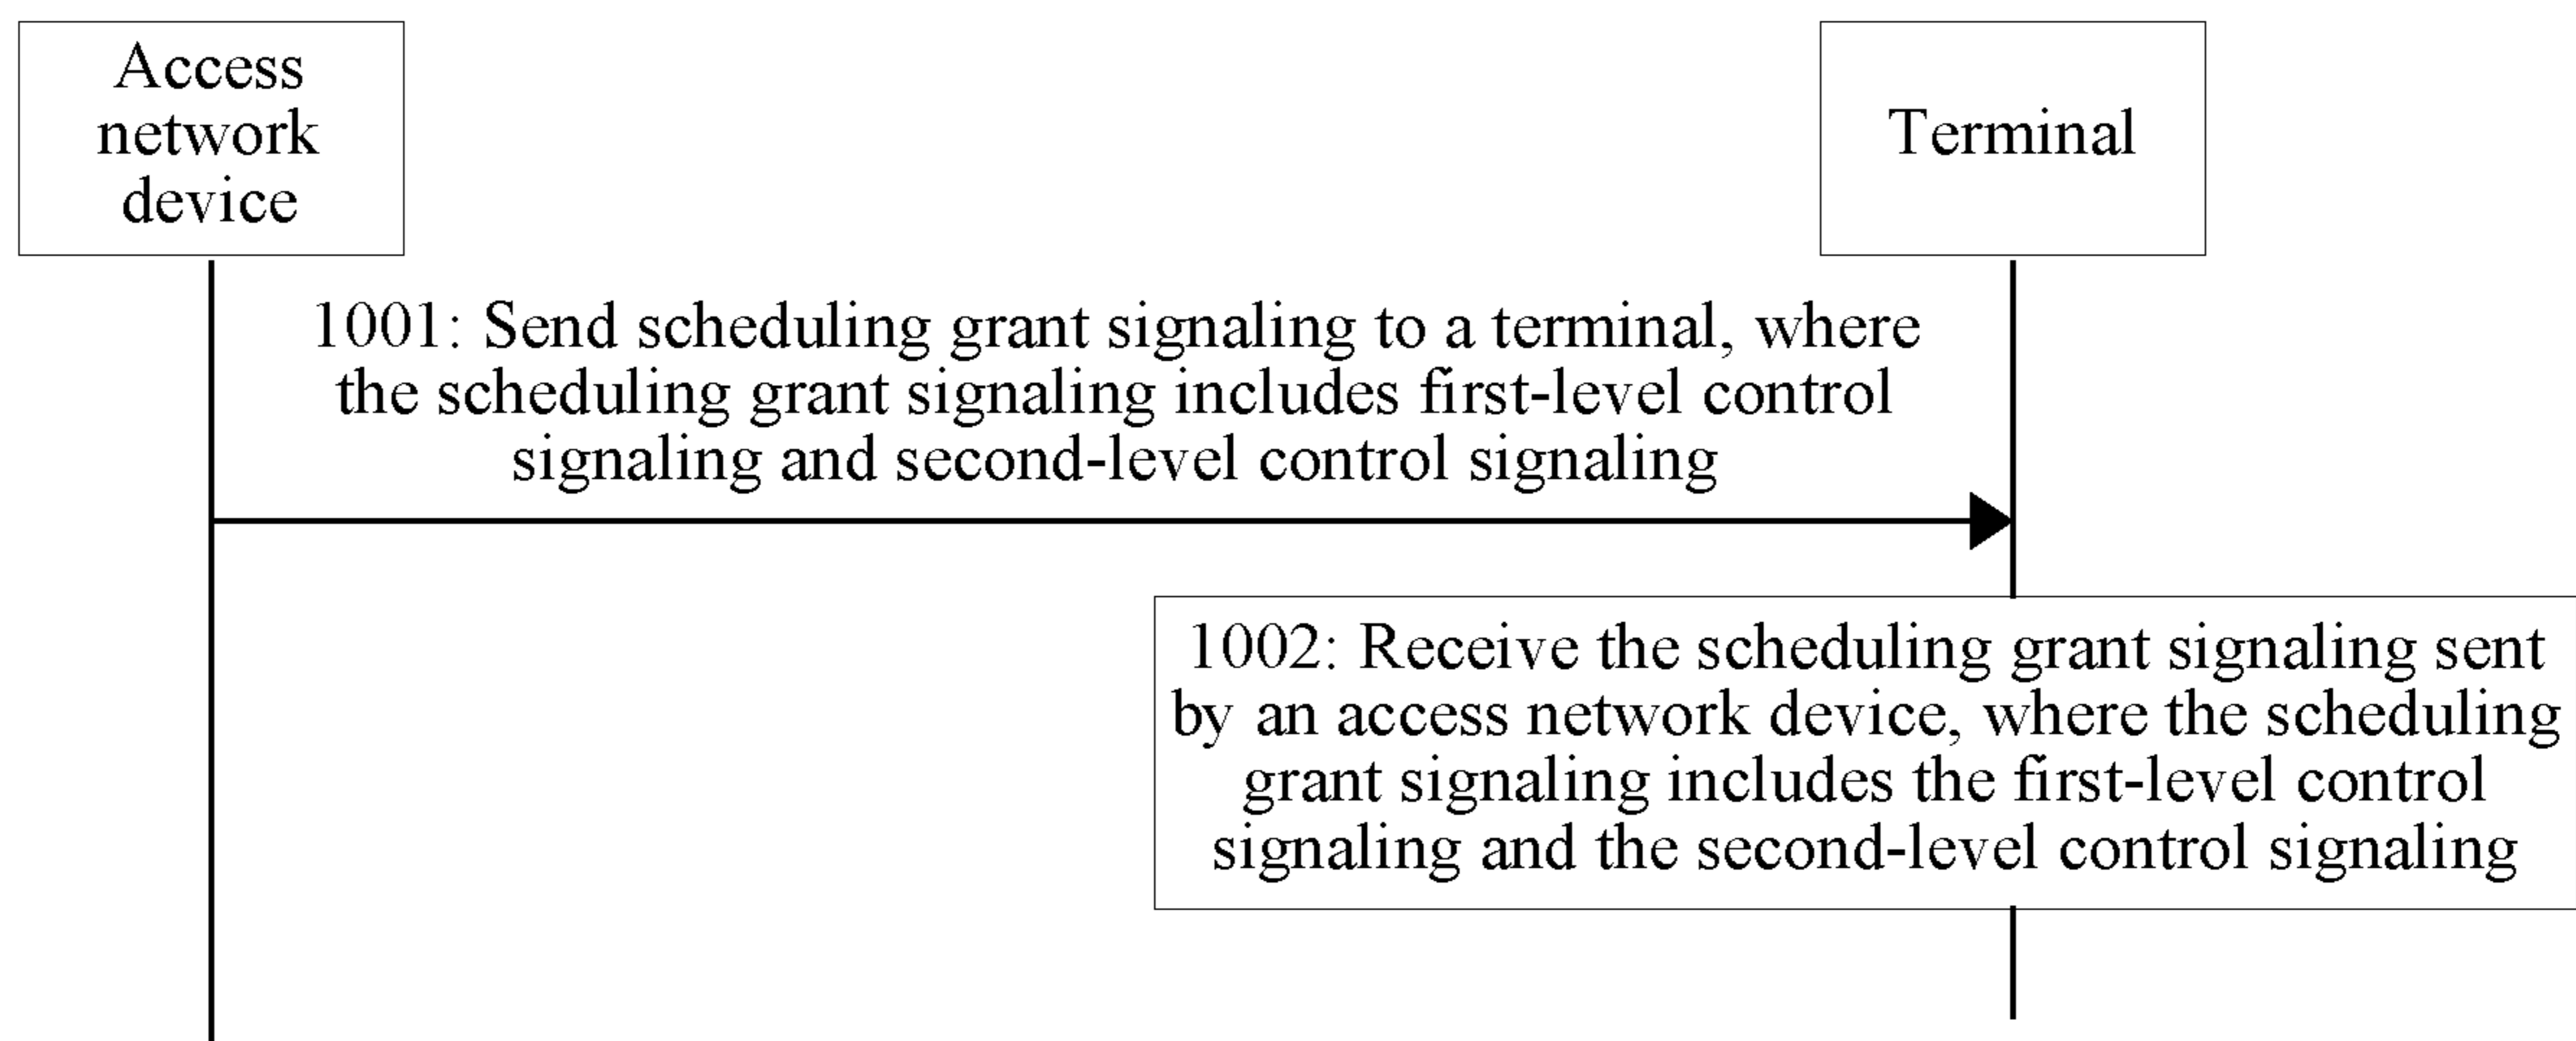 Access
network
device
Terminal
1001: Send scheduling grant signaling to a terminal, where
the scheduling grant signaling includes first-level control
signaling and second-level control signaling
1002: Receive the scheduling grant signaling sent
by an access network device, where the scheduling
grant signaling includes the first-level control
signaling and the second-level control signaling